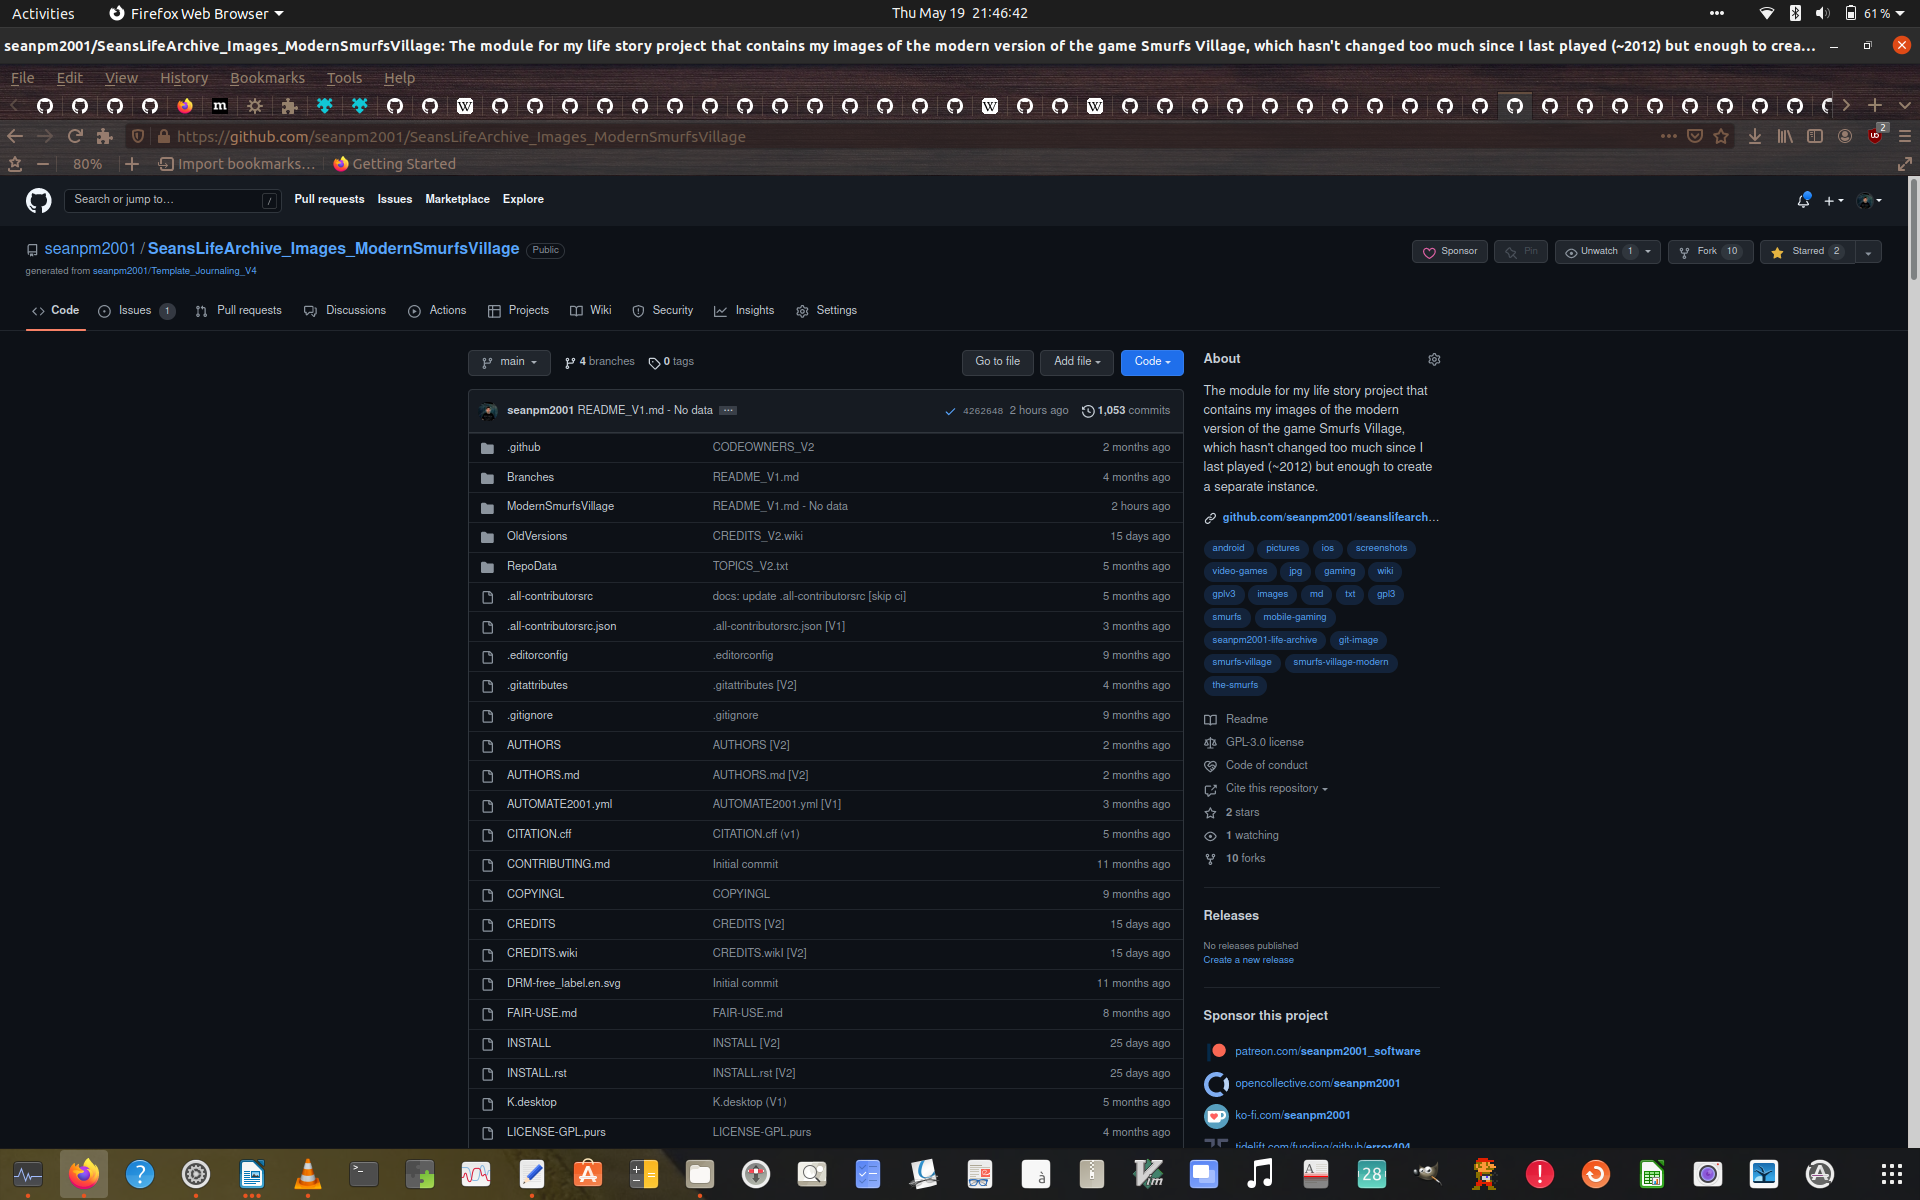 Activities
Firefox Web Browser
Thu May 19 21:46:42
61 %
seanpm2001/SeansLifeArchive_Images_ModernSmurfsVillage: The module for my life story project that contains my images of the modern version of the game Smurfs Village, which hasn't changed too much since I last played (~2012) but enough to crea...
File Edit View History Bookmarks Tools Help
https://github.com/seanpm2001/SeansLifeArchive_Images_ModernSmurfsVillage
2
80%
Import bookmarks...
Getting Started
Search or jump to...
/
Pull requests Issues Marketplace Explore
seanpm2001 / SeansLifeArchive_Images_ModernSmurfsVillage Public
Sponsor
Pin
Unwatch 1
Fork 10
Starred 2
generated from seanpm2001/Template_Journaling_V4
Code
Issues 1
Pull requests
Discussions
Actions
Projects
Wiki
Security
Insights
Settings
main
4 branches
0 tags
Go to file
Add file
Code
seanpm2001 README_V1.md - No data ...
4262648 2 hours ago
1,053 commits
.github CODEOWNERS_V2 2 months ago
Branches README_V1.md 4 months ago
ModernSmurfsVillage README_V1.md - No data 2 hours ago
OldVersions CREDITS_V2.wiki 15 days ago
RepoData TOPICS_V2.txt 5 months ago
.all-contributorsrc docs: update .all-contributorsrc [skip ci] 5 months ago
.all-contributorsrc.json .all-contributorsrc.json [V1] 3 months ago
.editorconfig .editorconfig 9 months ago
.gitattributes .gitattributes [V2] 4 months ago
.gitignore .gitignore 9 months ago
AUTHORS AUTHORS [V2] 2 months ago
AUTHORS.md AUTHORS.md [V2] 2 months ago
AUTOMATE2001.yml AUTOMATE2001.yml [V1] 3 months ago
CITATION.cff CITATION.cff (v1) 5 months ago
CONTRIBUTING.md Initial commit 11 months ago
COPYINGL COPYINGL 9 months ago
CREDITS CREDITS [V2] 15 days ago
CREDITS.wiki CREDITS.wikI [V2] 15 days ago
DRM-free_label.en.svg Initial commit 11 months ago
FAIR-USE.md FAIR-USE.md 8 months ago
INSTALL INSTALL [V2] 25 days ago
INSTALL.rst INSTALL.rst [V2] 25 days ago
K.desktop K.desktop (V1) 5 months ago
LICENSE-GPL.purs LICENSE-GPL.purs 4 months ago
About
The module for my life story project that
contains my images of the modern
version of the game Smurfs Village,
which hasn't changed too much since I
last played (~2012) but enough to create
a separate instance.
github.com/seanpm2001/seanslifearch...
android pictures ios screenshots
video-games jpg gaming wiki
gplv3 images md txt gpl3
smurfs mobile-gaming
seanpm2001-life-archive git-image
smurfs-village smurfs-village-modern
the-smurfs
Readme
GPL-3.0 license
Code of conduct
Cite this repository
2 stars
1 watching
10 forks
Releases
No releases published
Create a new release
Sponsor this project
patreon.com/seanpm2001_software
opencollective.com/seanpm2001
ko-fi.com/seanpm2001
tidelift.com/funding/github/error404
28